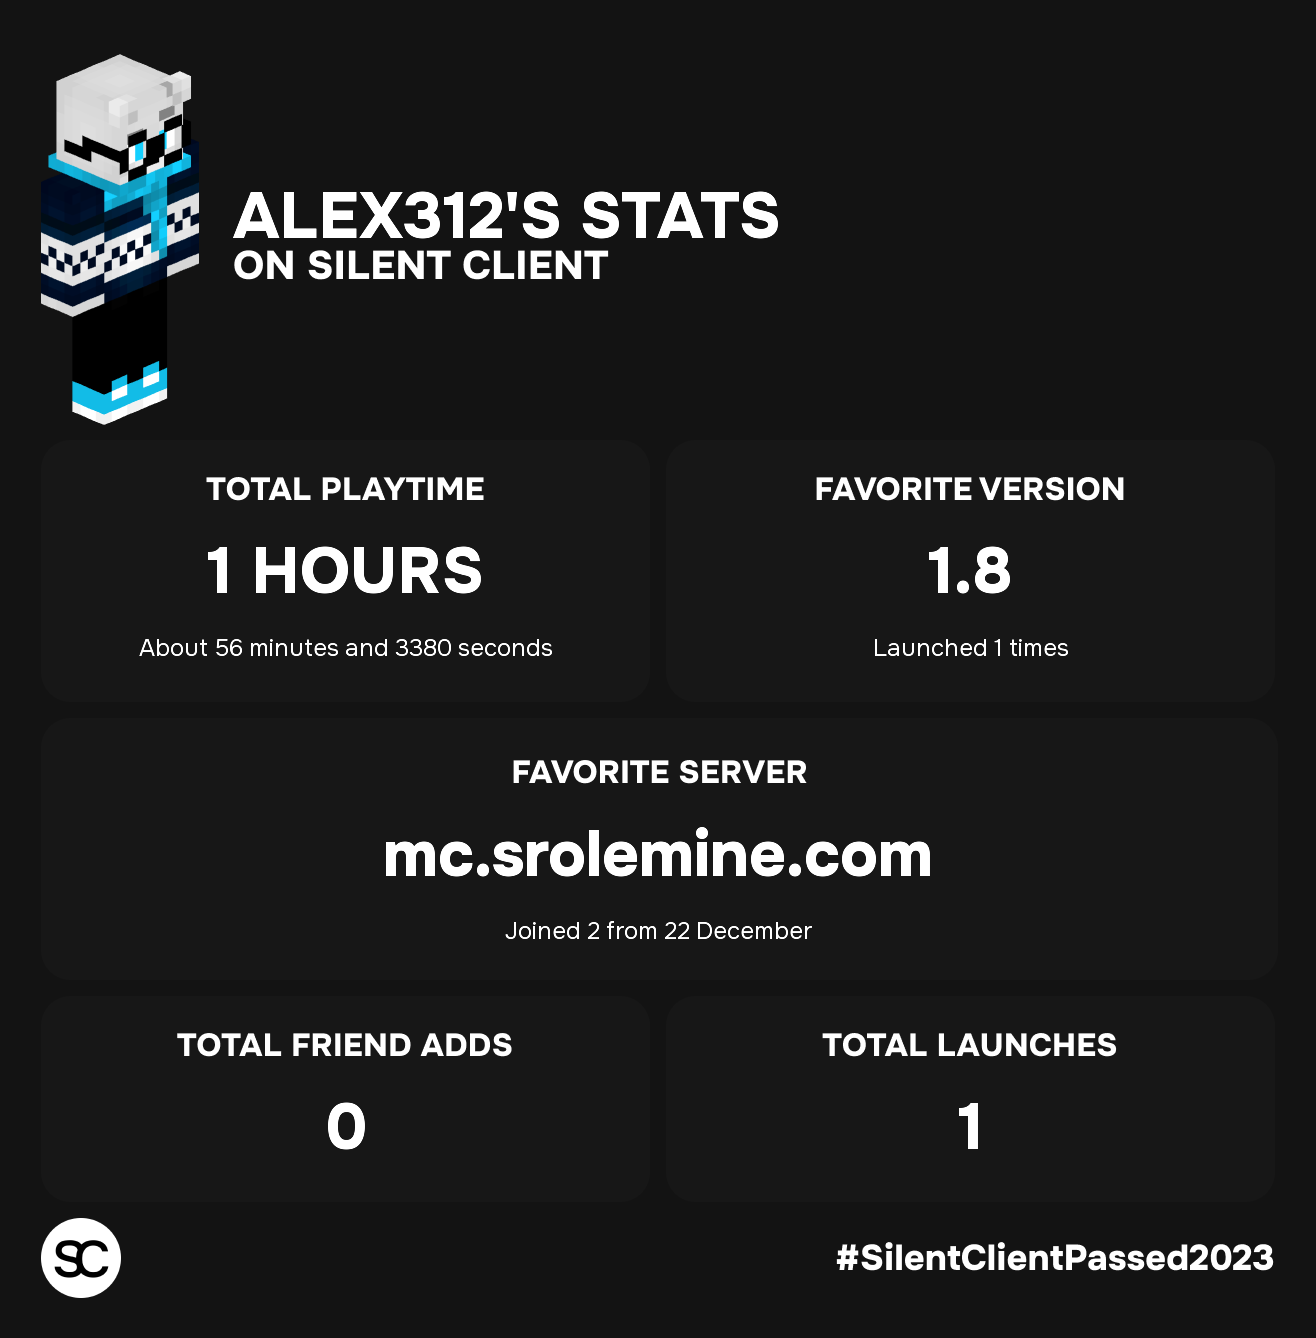 ALEX312'S STATS
ON SILENT CLIENT
TOTAL PLAYTIME
1 HOURS
About 56 minutes and 3380 seconds
FAVORITE VERSION
1.8
Launched 1 times
FAVORITE SERVER
mc.srolemine.com
Joined 2 from 22 December
TOTAL FRIEND ADDS
0
TOTAL LAUNCHES
1
SC
#SilentClientPassed2023